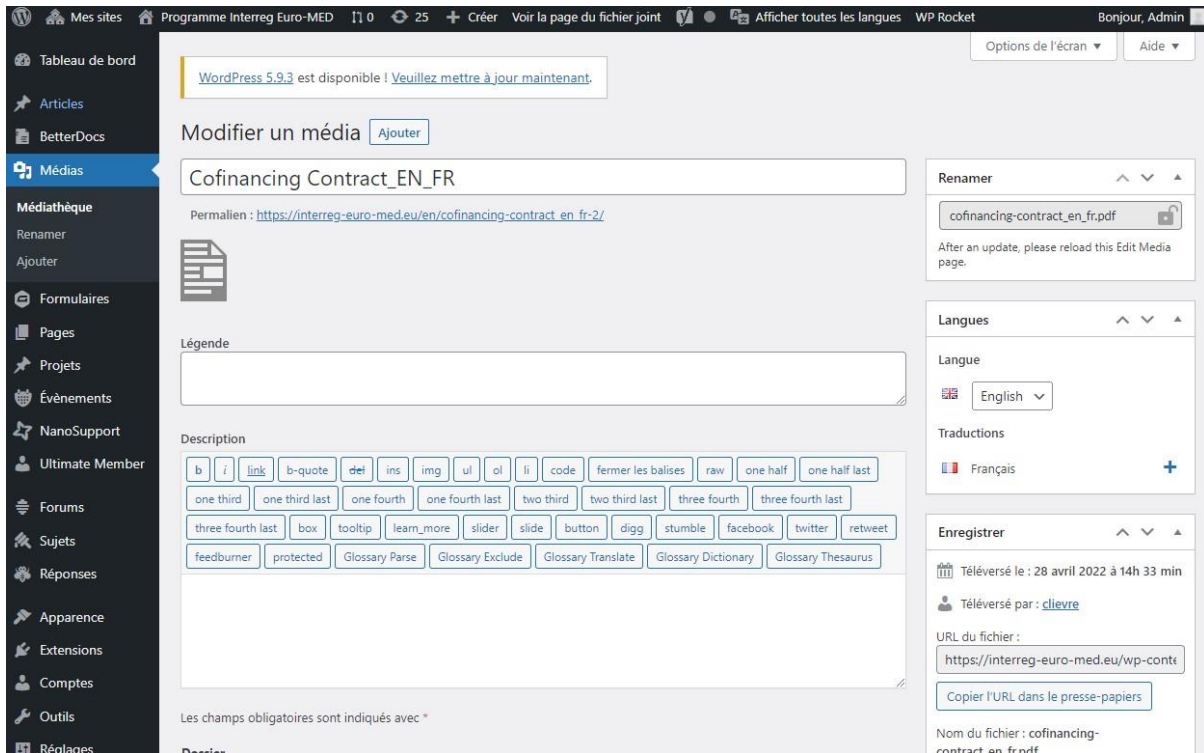 Mes sites Programme Interreg Euro-MED 0 25 Créer Voir la page du fichier joint Afficher toutes les langues WP Rocket Bonjour, Admin
Options de l'écran ▼ Aide ▼
Tableau de bord
Articles
BetterDocs
Médias
Médiathèque
Renamer
Ajouter
Formulaires
Pages
Projets
Évènements
NanoSupport
Ultimate Member
Forums
Sujets
Réponses
Apparence
Extensions
Comptes
Outils
Réglages
WordPress 5.9.3 est disponible ! Veuillez mettre à jour maintenant.
Modifier un média Ajouter
Cofinancing Contract_EN_FR
Permalien : https://interreg-euro-med.eu/en/cofinancing-contract_en_fr-2/
Légende
Description
b i link b-quote del ins img ul ol li code fermer les balises raw one half one half last
one third one third last one fourth one fourth last two third two third last three fourth three fourth last
three fourth last box tooltip learn_more slider slide button digg stumble facebook twitter retweet
feedburner protected Glossary Parse Glossary Exclude Glossary Translate Glossary Dictionary Glossary Thesaurus
Les champs obligatoires sont indiqués avec *
Dossier
Renamer
cofinancing-contract_en_fr.pdf
After an update, please reload this Edit Media
page.
Langues
Langue
English
Traductions
Français +
Enregistrer
Téléversé le : 28 avril 2022 à 14h 33 min
Téléversé par : clievre
URL du fichier :
https://interreg-euro-med.eu/wp-conte
Copier l'URL dans le presse-papiers
Nom du fichier : cofinancing-
contract_en_fr.pdf